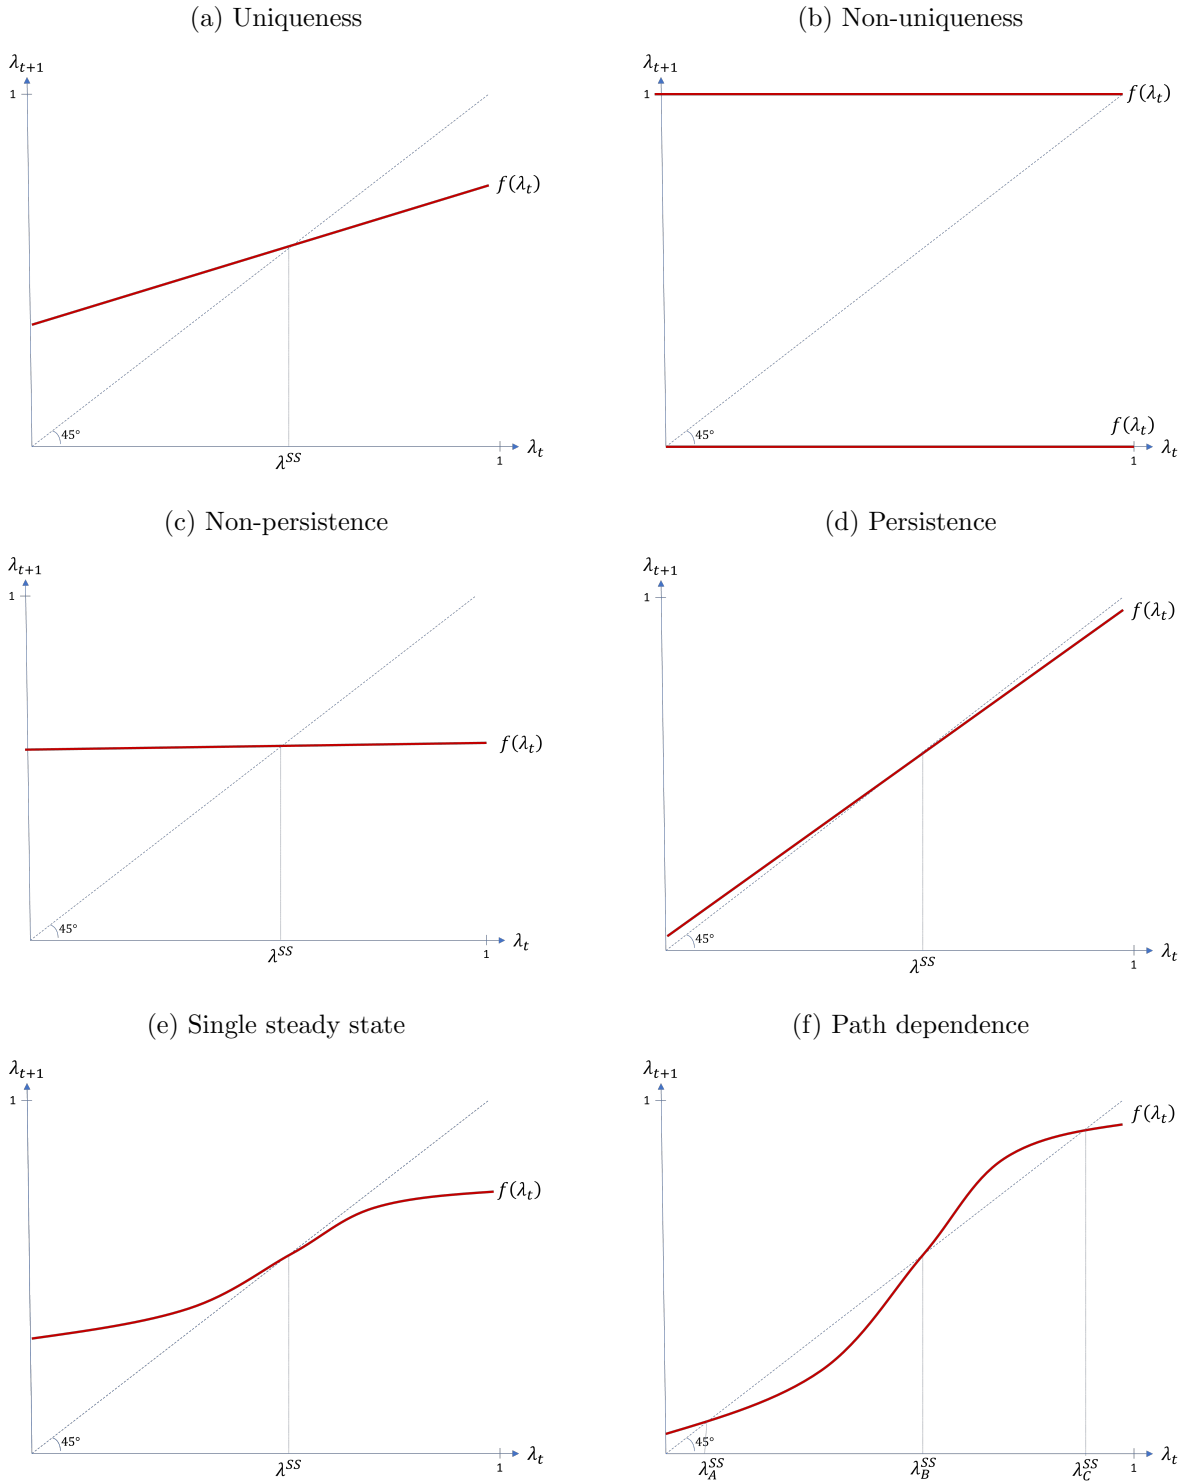 (a) Uniqueness
λ_{t+1}
1
f(λ_t)
45°
λ^{SS}
1
λ_t
(b) Non-uniqueness
λ_{t+1}
1
f(λ_t)
f(λ_t)
45°
1
λ_t
(c) Non-persistence
λ_{t+1}
1
f(λ_t)
45°
λ^{SS}
1
λ_t
(d) Persistence
λ_{t+1}
1
f(λ_t)
45°
λ^{SS}
1
λ_t
(e) Single steady state
λ_{t+1}
1
f(λ_t)
45°
λ^{SS}
1
λ_t
(f) Path dependence
λ_{t+1}
1
f(λ_t)
45°
λ_A^{SS}
λ_B^{SS}
λ_C^{SS}
1
λ_t